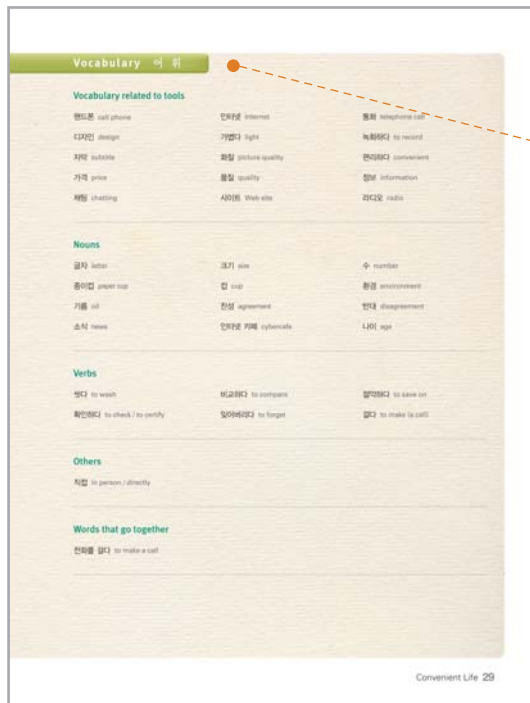 Vocabulary 어 휘
Vocabulary related to tools
핸드폰 cell phone 인터넷 internet 통화 telephone call
디자인 design 가볍다 light 녹화하다 to record
자막 subtitle 화질 picture quality 편리하다 convenient
가격 price 품질 quality 정보 information
채팅 chatting 사이트 Web site 라디오 radio
Nouns
글자 letter 크기 size 수 number
종이컵 paper cup 컵 cup 환경 environment
기름 oil 찬성 agreement 반대 disagreement
소식 news 인터넷 카페 cybercafe 나이 age
Verbs
씻다 to wash 비교하다 to compare 절약하다 to save on
확인하다 to check / to certify 잊어버리다 to forget 걸다 to make (a call)
Others
직접 in person / directly
Words that go together
전화를 걸다 to make a call
Convenient Life 29